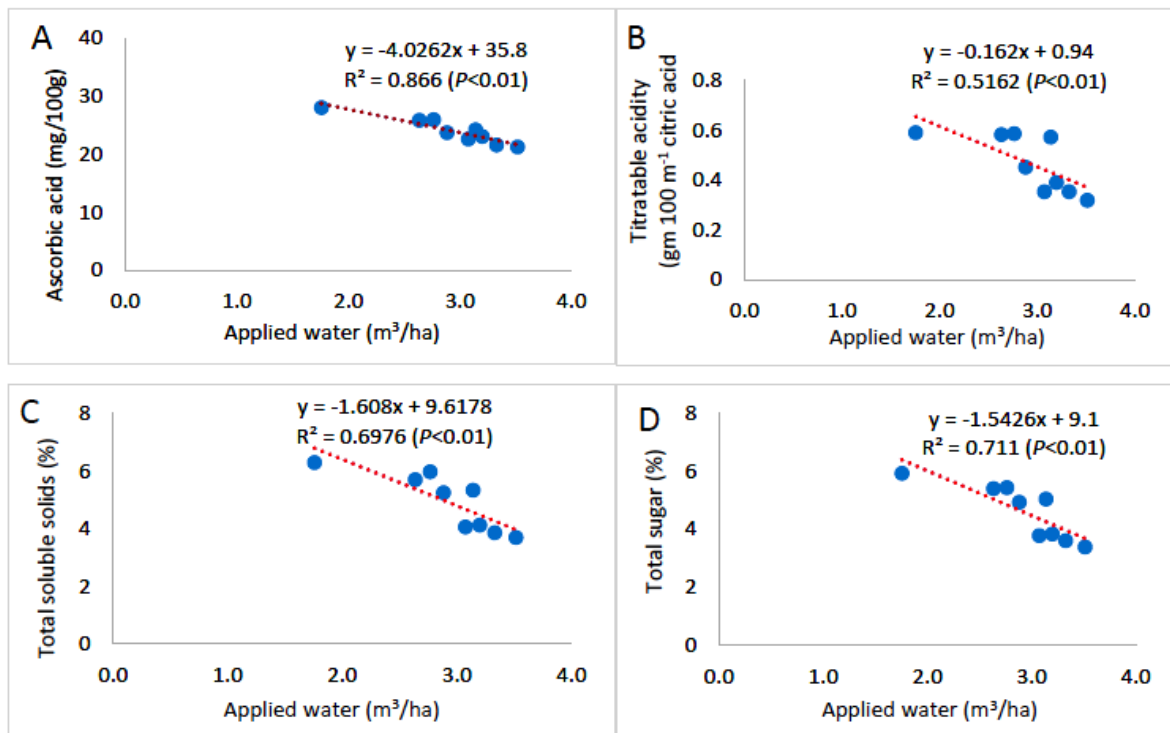 A
y = -4.0262x + 35.8
R² = 0.866 (P<0.01)
Ascorbic acid (mg/100g)
40
30
20
10
0
0.0 1.0 2.0 3.0 4.0
Applied water (m³/ha)
B
y = -0.162x + 0.94
R² = 0.5162 (P<0.01)
Titratable acidity
(gm 100 m⁻¹ citric acid
0.8
0.6
0.4
0.2
0
0.0 1.0 2.0 3.0 4.0
Applied water (m³/ha)
C
y = -1.608x + 9.6178
R² = 0.6976 (P<0.01)
Total soluble solids (%)
8
6
4
2
0
0.0 1.0 2.0 3.0 4.0
Applied water (m³/ha)
D
y = -1.5426x + 9.1
R² = 0.711 (P<0.01)
Total sugar (%)
8
6
4
2
0
0.0 1.0 2.0 3.0 4.0
Applied water (m³/ha)